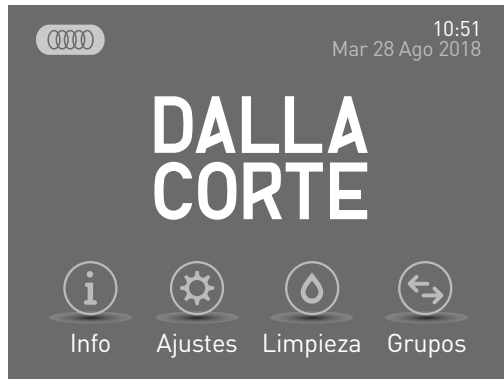 10:51
Mar 28 Ago 2018
DALLA
CORTE
Info Ajustes Limpieza Grupos